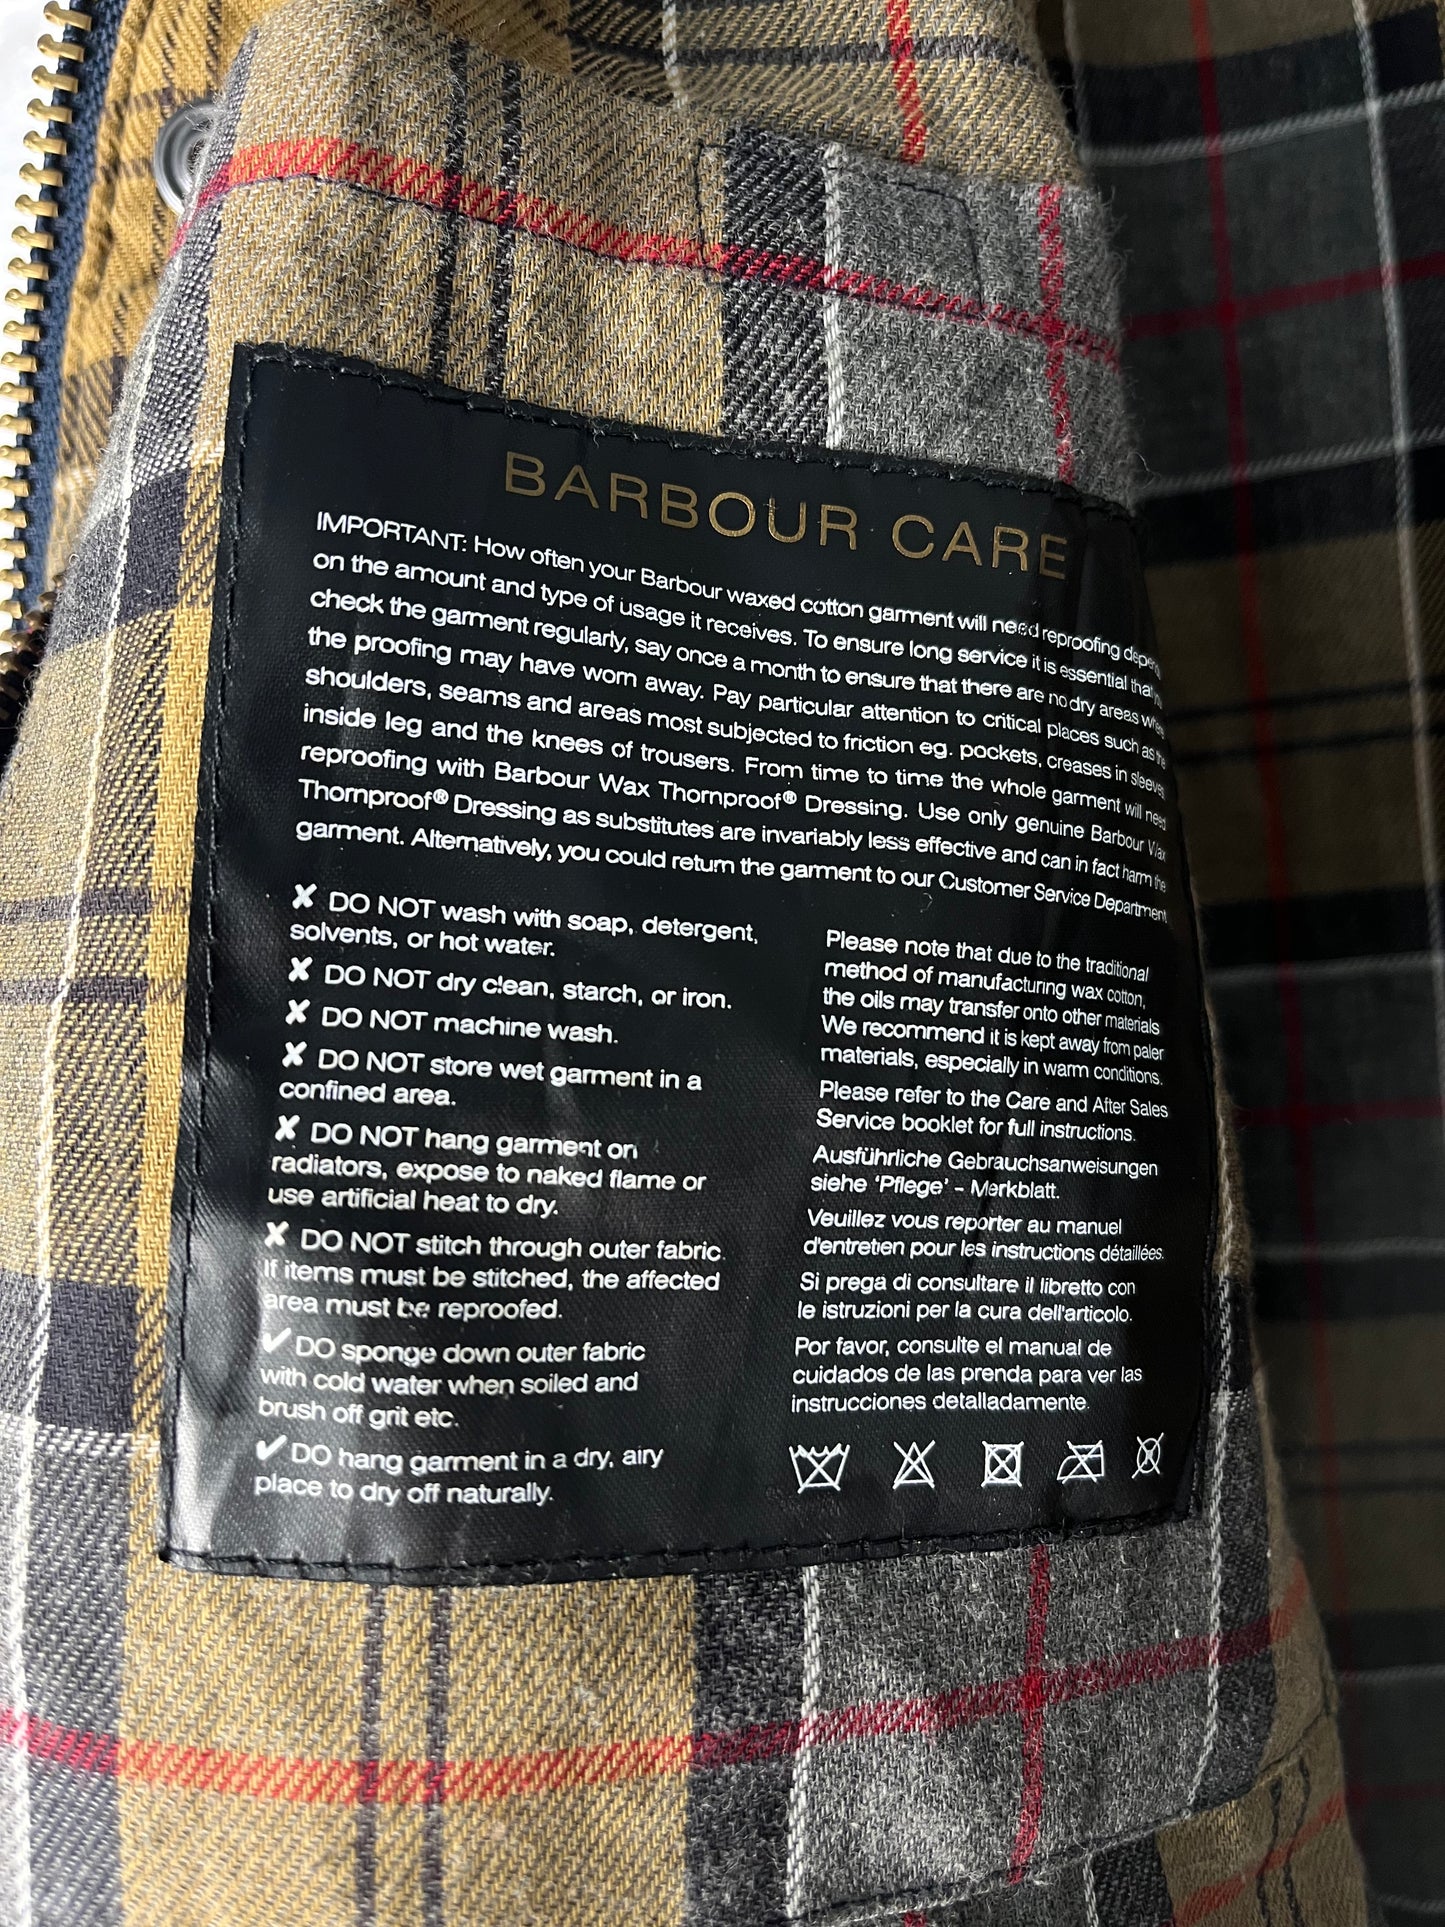 BARBOUR CARE
IMPORTANT: How often your Barbour waxed cotton garment will need reproofing depends
on the amount and type of usage it receives. To ensure long service it is essential that you
check the garment regularly, say once a month to ensure that there are no dry areas where
the proofing may have worn away. Pay particular attention to critical places such as the
shoulders, seams and areas most subjected to friction eg. pockets, creases in sleeves,
inside leg and the knees of trousers. From time to time the whole garment will need
reproofing with Barbour Wax Thornproof® Dressing. Use only genuine Barbour Wax
Thornproof® Dressing as substitutes are invariably less effective and can in fact harm the
garment. Alternatively, you could return the garment to our Customer Service Department.
✘ DO NOT wash with soap, detergent,
solvents, or hot water.
✘ DO NOT dry clean, starch, or iron.
✘ DO NOT machine wash.
✘ DO NOT store wet garment in a
confined area.
✘ DO NOT hang garment on
radiators, expose to naked flame or
use artificial heat to dry.
✘ DO NOT stitch through outer fabric.
If items must be stitched, the affected
area must be reproofed.
✔ DO sponge down outer fabric
with cold water when soiled and
brush off grit etc.
✔ DO hang garment in a dry, airy
place to dry off naturally.
Please note that due to the traditional
method of manufacturing wax cotton,
the oils may transfer onto other materials
We recommend it is kept away from paler
materials, especially in warm conditions.
Please refer to the Care and After Sales
Service booklet for full instructions.
Ausführliche Gebrauchsanweisungen
siehe 'Pflege' - Merkblatt.
Veuillez vous reporter au manuel
d'entretien pour les instructions détaillées.
Si prega di consultare il libretto con
le istruzioni per la cura dell'articolo.
Por favor, consulte el manual de
cuidados de las prenda para ver las
instrucciones detalladamente.